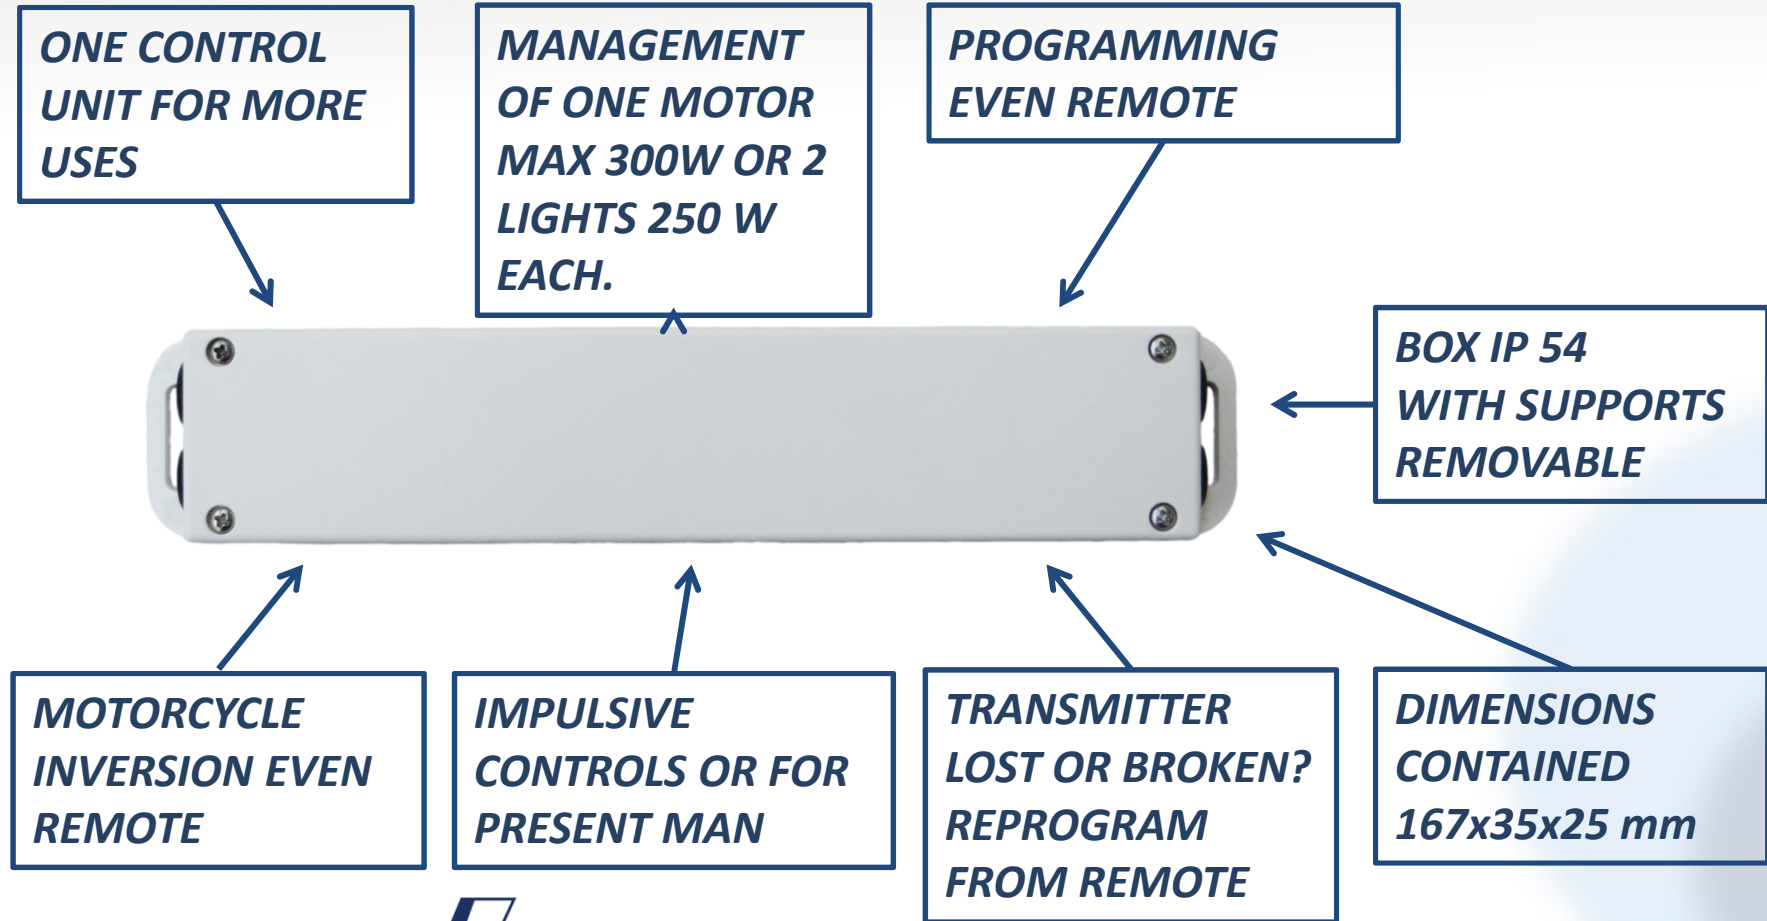 ONE CONTROL
UNIT FOR MORE
USES
MANAGEMENT
OF ONE MOTOR
MAX 300W OR 2
LIGHTS 250 W
EACH.
PROGRAMMING
EVEN REMOTE
BOX IP 54
WITH SUPPORTS
REMOVABLE
MOTORCYCLE
INVERSION EVEN
REMOTE
IMPULSIVE
CONTROLS OR FOR
PRESENT MAN
TRANSMITTER
LOST OR BROKEN?
REPROGRAM
FROM REMOTE
DIMENSIONS
CONTAINED
167x35x25 mm